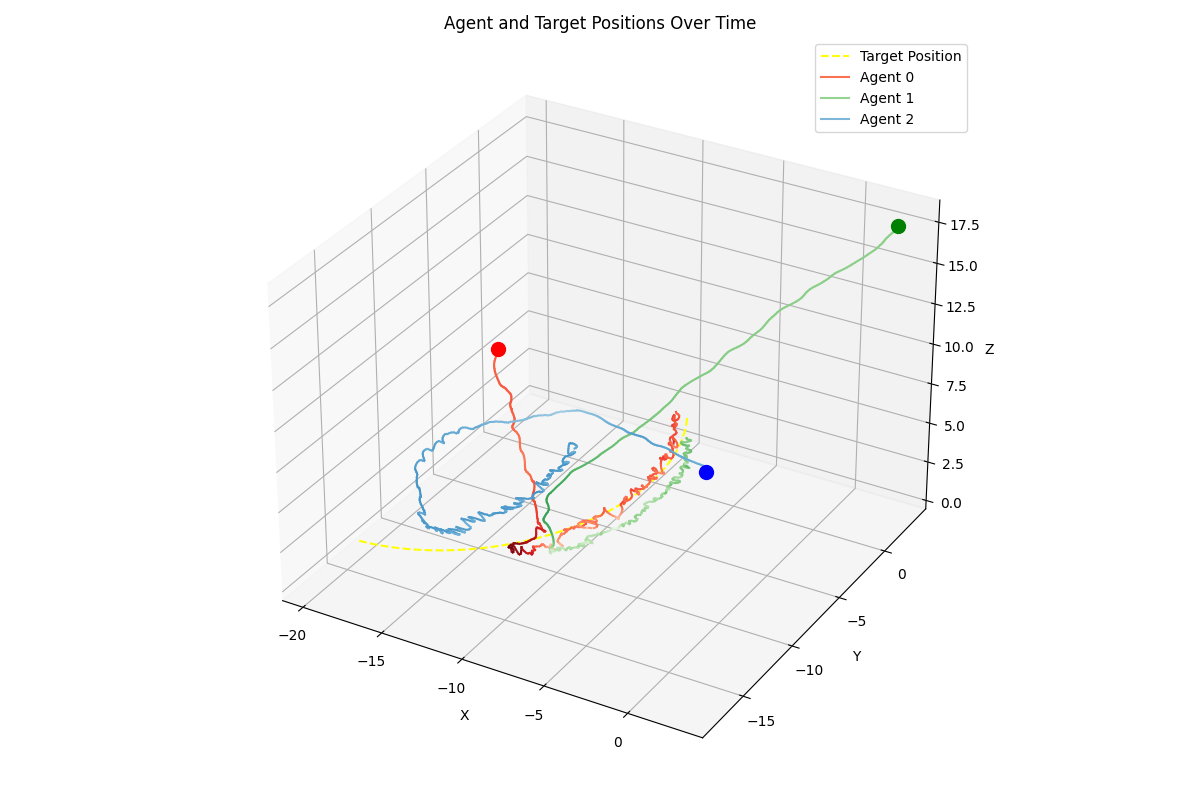 Agent and Target Positions Over Time
Target Position
Agent 0
Agent 1
Agent 2
17.5
15.0
12.5
10.0
Z
7.5
5.0
2.5
0.0
0
−5
Y
−10
−15
−20
−15
−10
X
−5
0